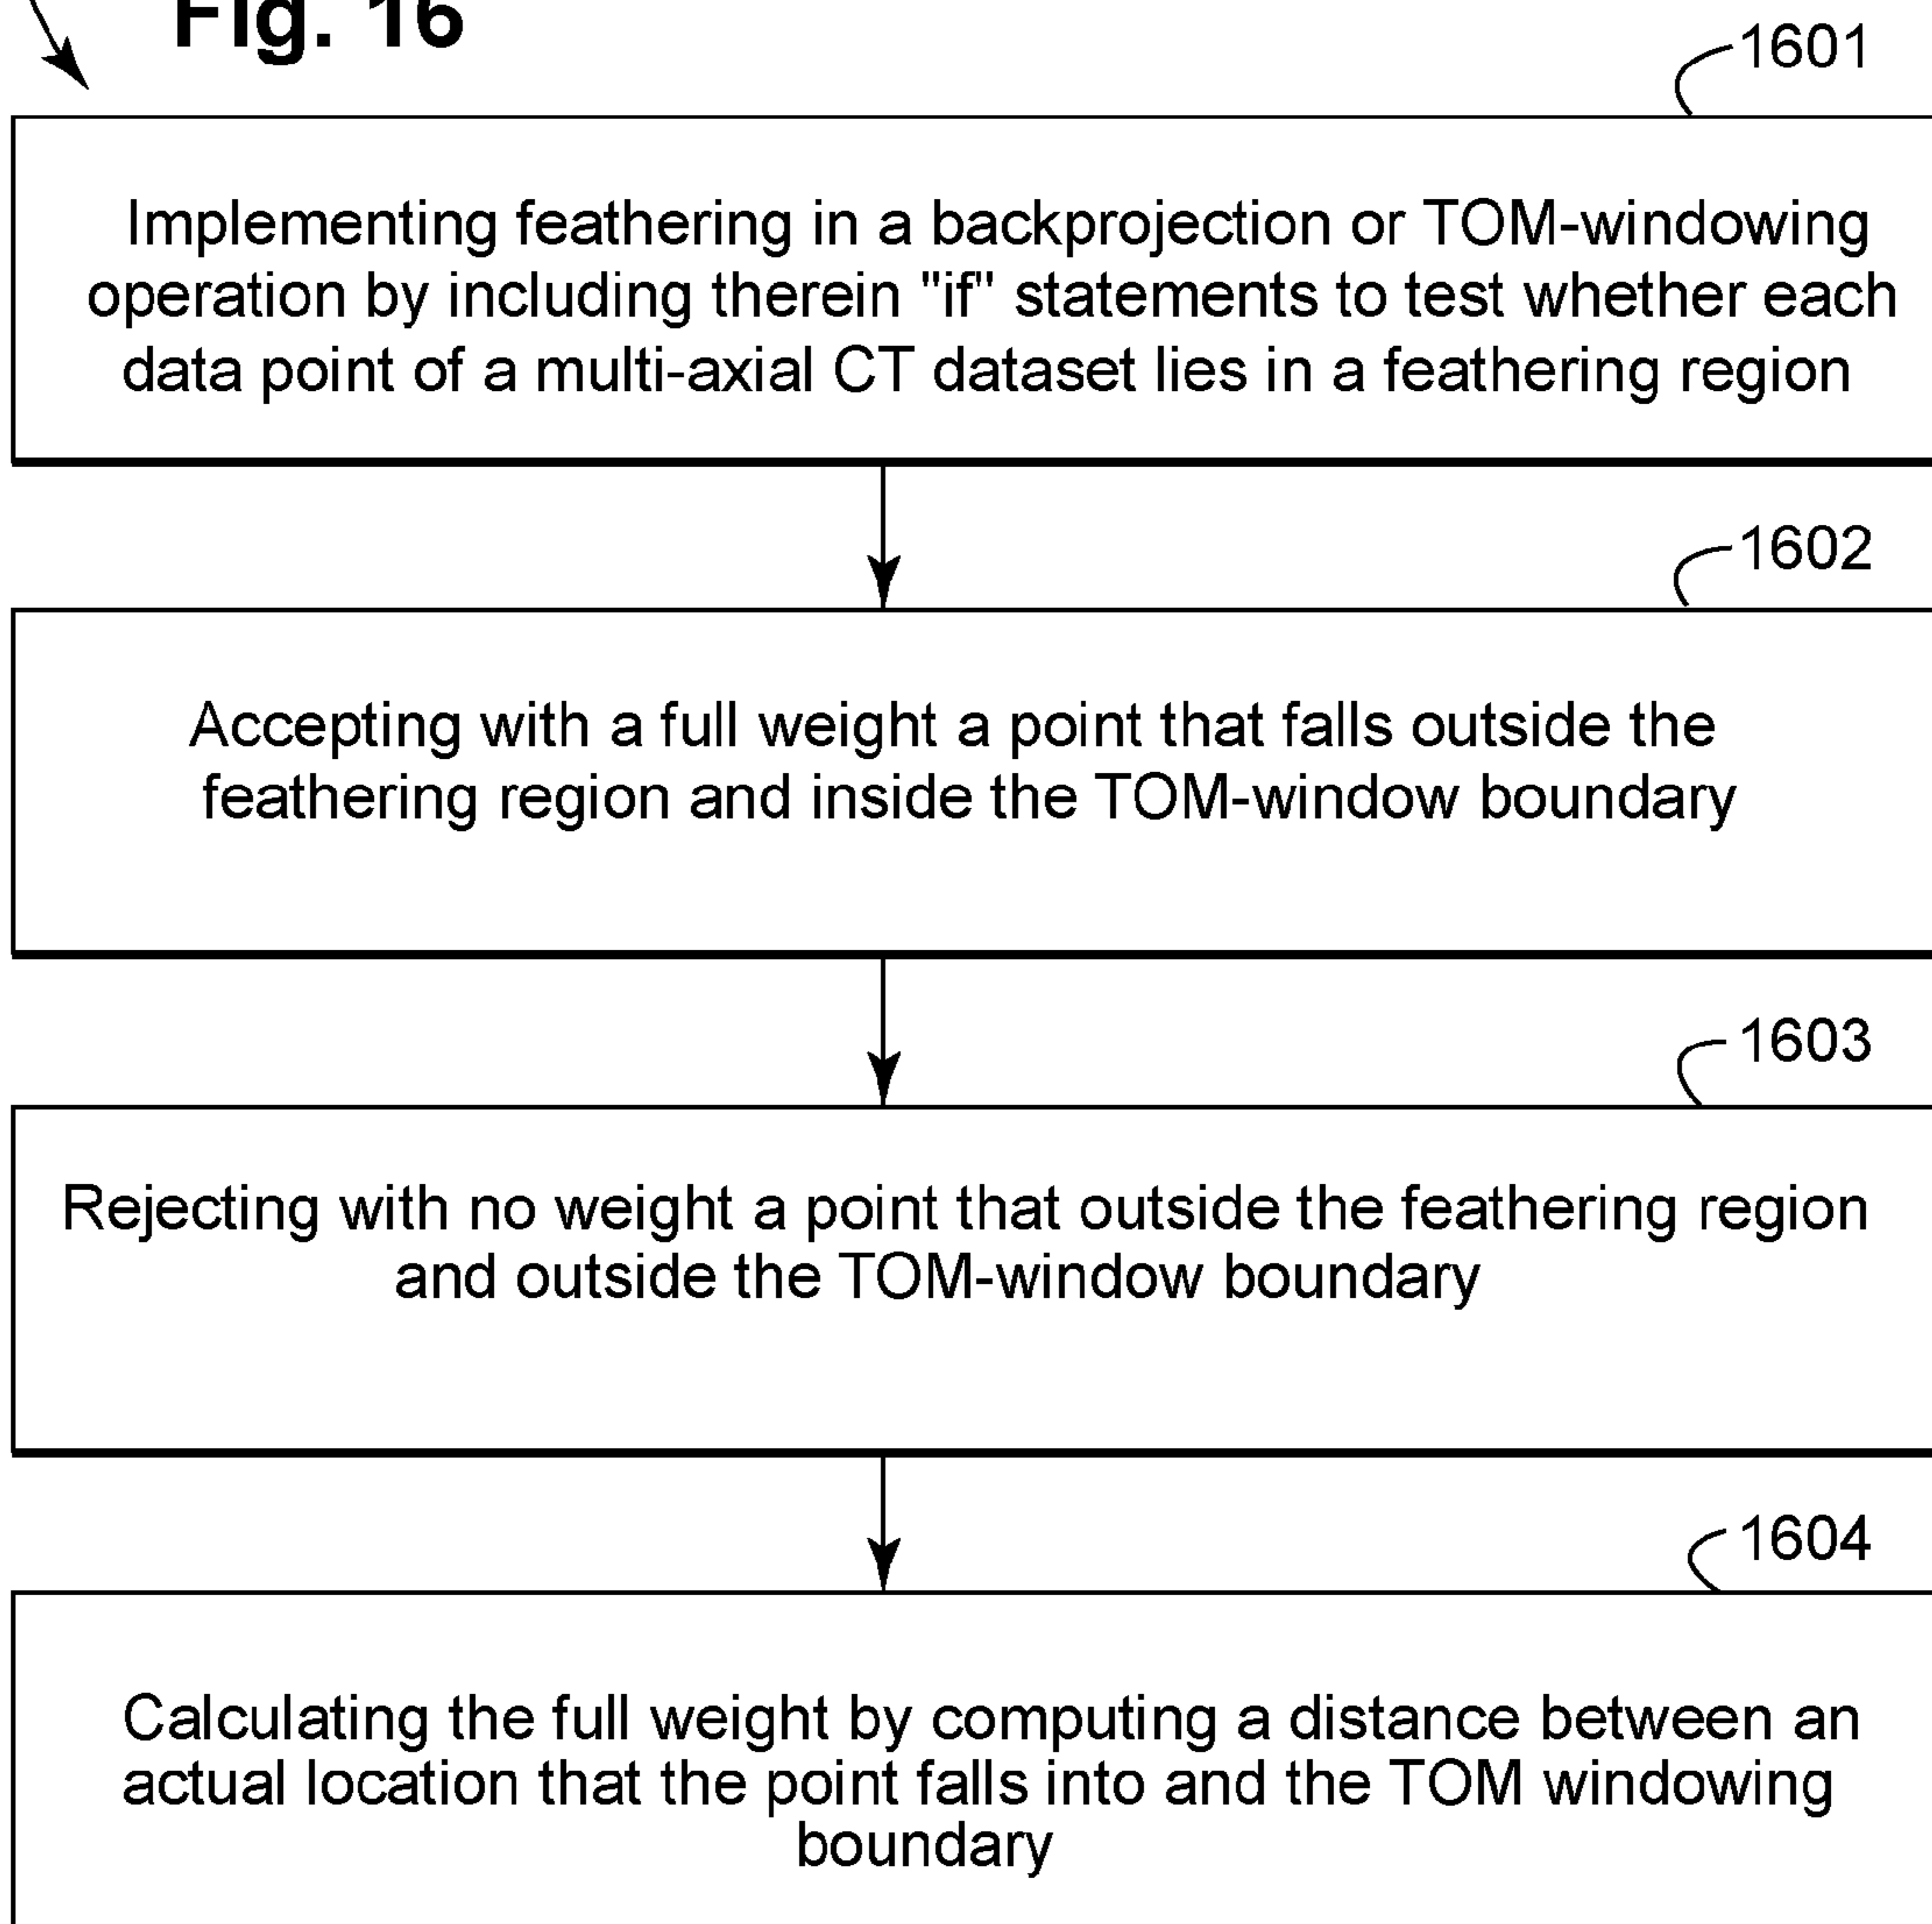 Fig. 16
1601
Implementing feathering in a backprojection or TOM-windowing
operation by including therein "if" statements to test whether each
data point of a multi-axial CT dataset lies in a feathering region
1602
Accepting with a full weight a point that falls outside the
feathering region and inside the TOM-window boundary
1603
Rejecting with no weight a point that outside the feathering region
and outside the TOM-window boundary
1604
Calculating the full weight by computing a distance between an
actual location that the point falls into and the TOM windowing
boundary